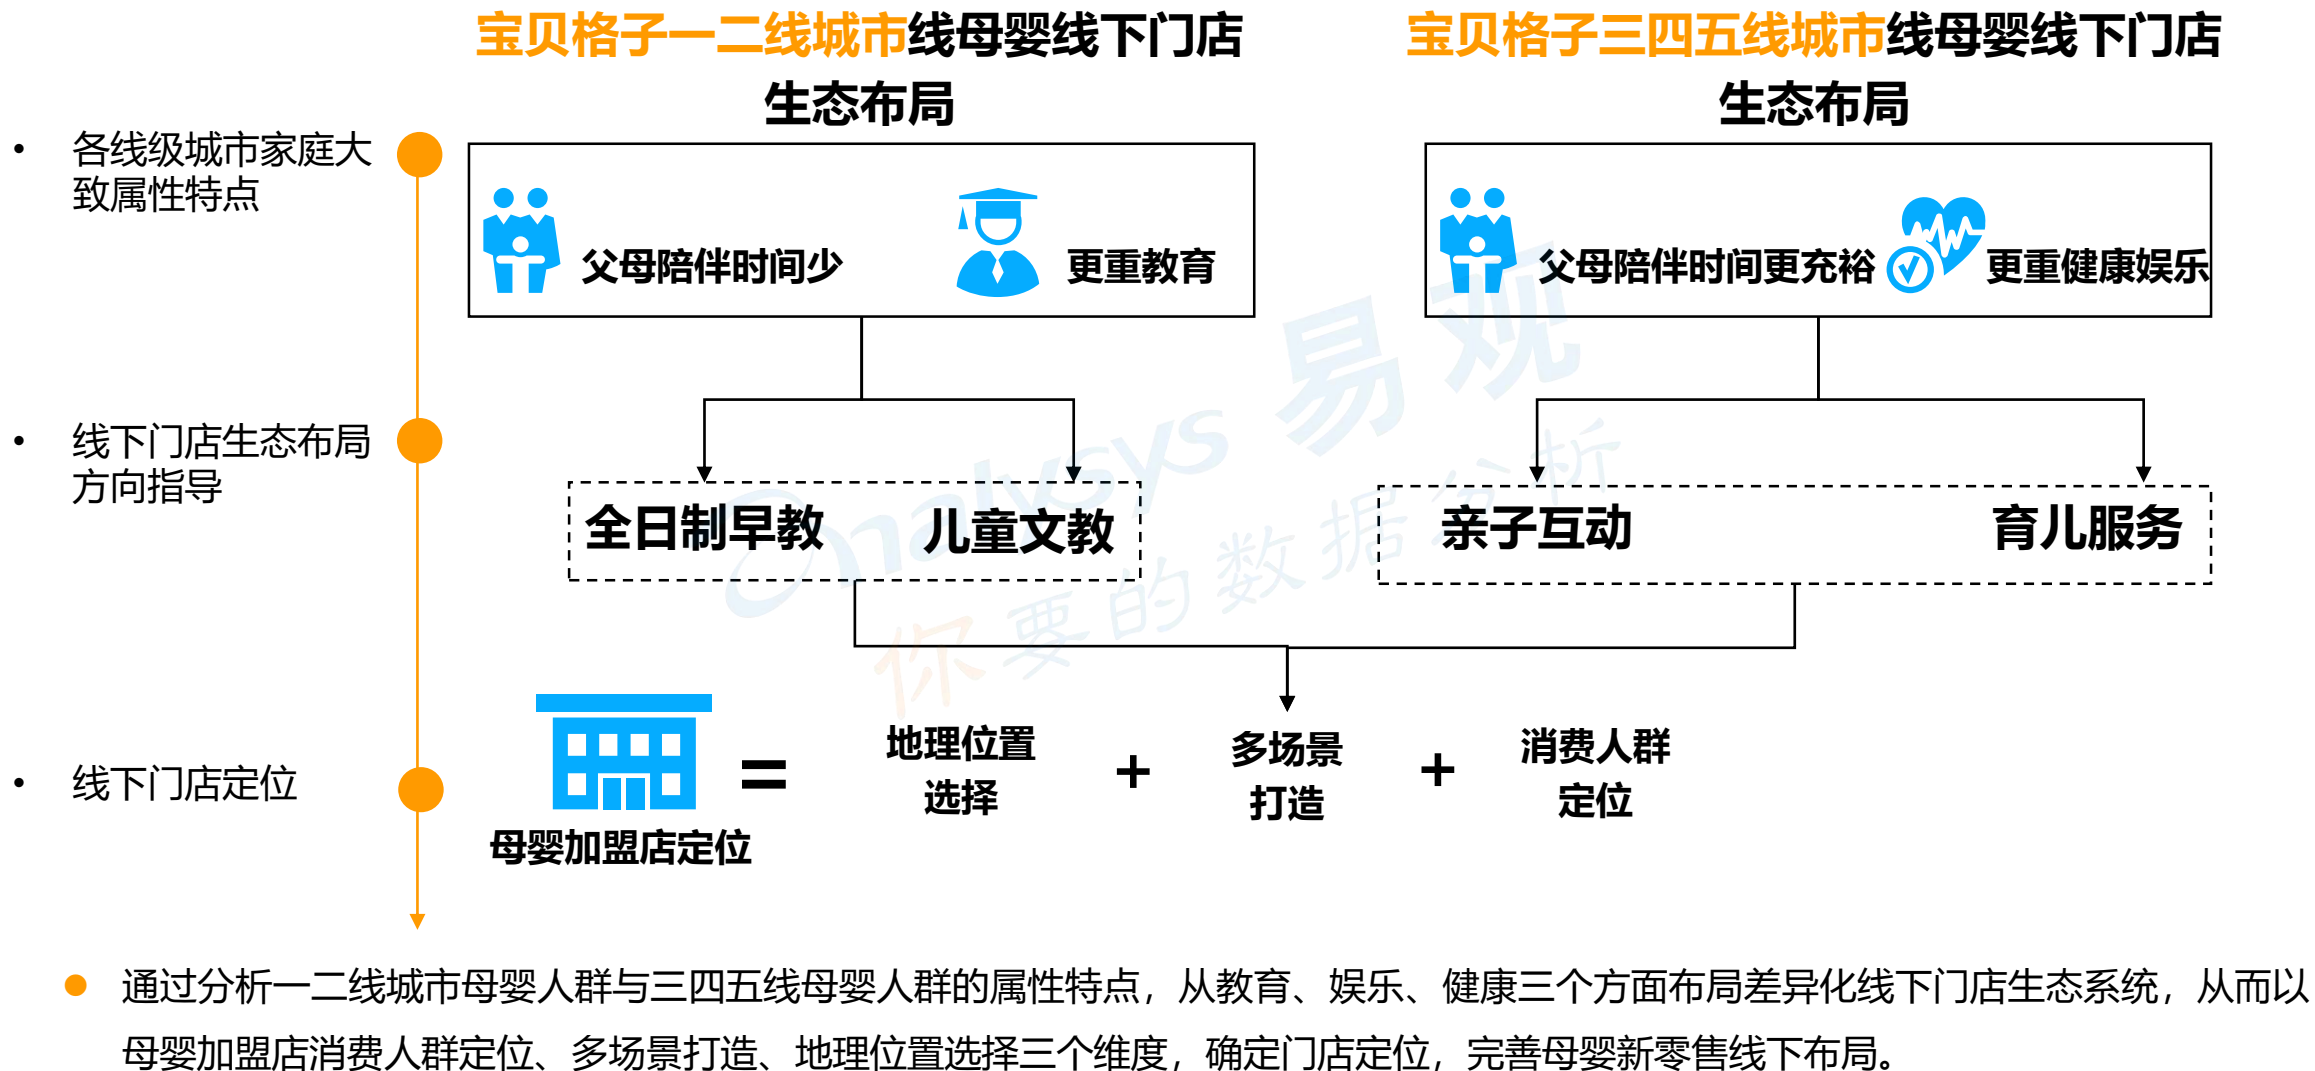 宝贝格子一二线城市线母婴线下门店
生态布局
宝贝格子三四五线城市线母婴线下门店
生态布局
• 各线级城市家庭大
致属性特点
父母陪伴时间少
更重教育
父母陪伴时间更充裕
更重健康娱乐
• 线下门店生态布局
方向指导
全日制早教
儿童文教
亲子互动
育儿服务
• 线下门店定位
母婴加盟店定位
=
地理位置
选择
+
多场景
打造
+
消费人群
定位
analysys 易观
你要的数据分析
通过分析一二线城市母婴人群与三四五线母婴人群的属性特点，从教育、娱乐、健康三个方面布局差异化线下门店生态系统，从而以
母婴加盟店消费人群定位、多场景打造、地理位置选择三个维度，确定门店定位，完善母婴新零售线下布局。